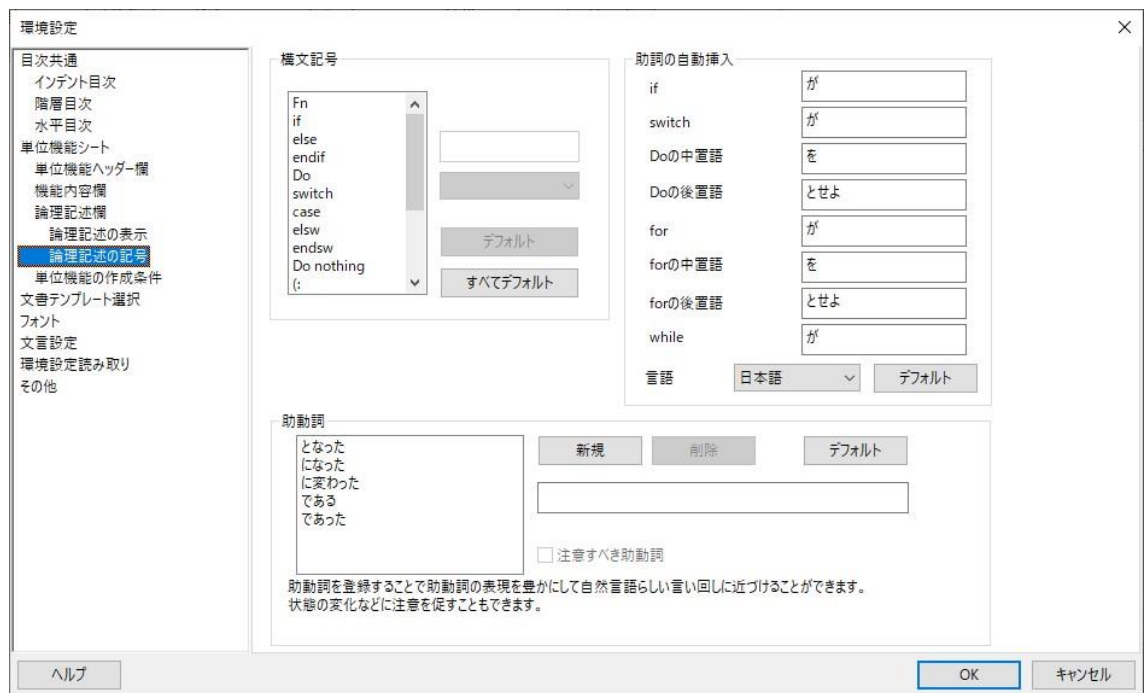 環境設定
目次共通
インデント目次
階層目次
水平目次
単位機能シート
単位機能ヘッダー欄
機能内容欄
論理記述欄
論理記述の表示
論理記述の記号
単位機能の作成条件
文書テンプレート選択
フォント
文言設定
環境設定読み取り
その他
構文記号
Fn
if
else
endif
Do
switch
case
elsw
endsw
Do nothing
(:
デフォルト
すべてデフォルト
助詞の自動挿入
if が
switch が
Doの中置語 を
Doの後置語 とせよ
for が
forの中置語 を
forの後置語 とせよ
while が
言語 日本語 デフォルト
助動詞
となった
になった
に変わった
である
であった
新規 削除 デフォルト
注意すべき助動詞
助動詞を登録することで助動詞の表現を豊かにして自然言語らしい言い回しに近づけることができます。
状態の変化などに注意を促すこともできます。
ヘルプ OK キャンセル